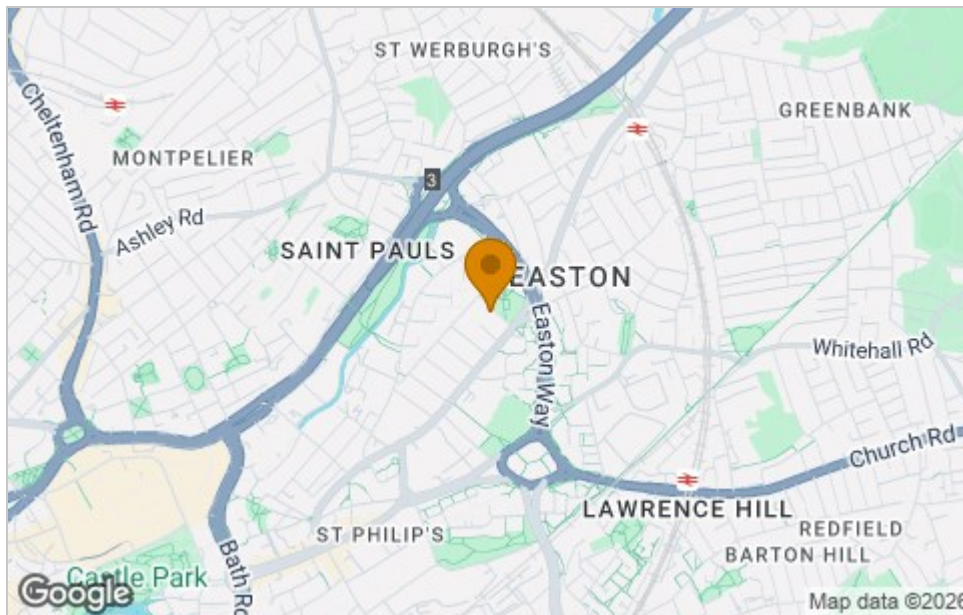 ST WERBURGH'S
Cheltenham Rd
GREENBANK
MONTPELIER
3
Ashley Rd
SAINT PAULS
EASTON
Easton Way
Whitehall Rd
Church Rd
LAWRENCE HILL
ST PHILIP'S
REDFIELD
BARTON HILL
Bath Rd
Castle Park
Google
Map data ©2026